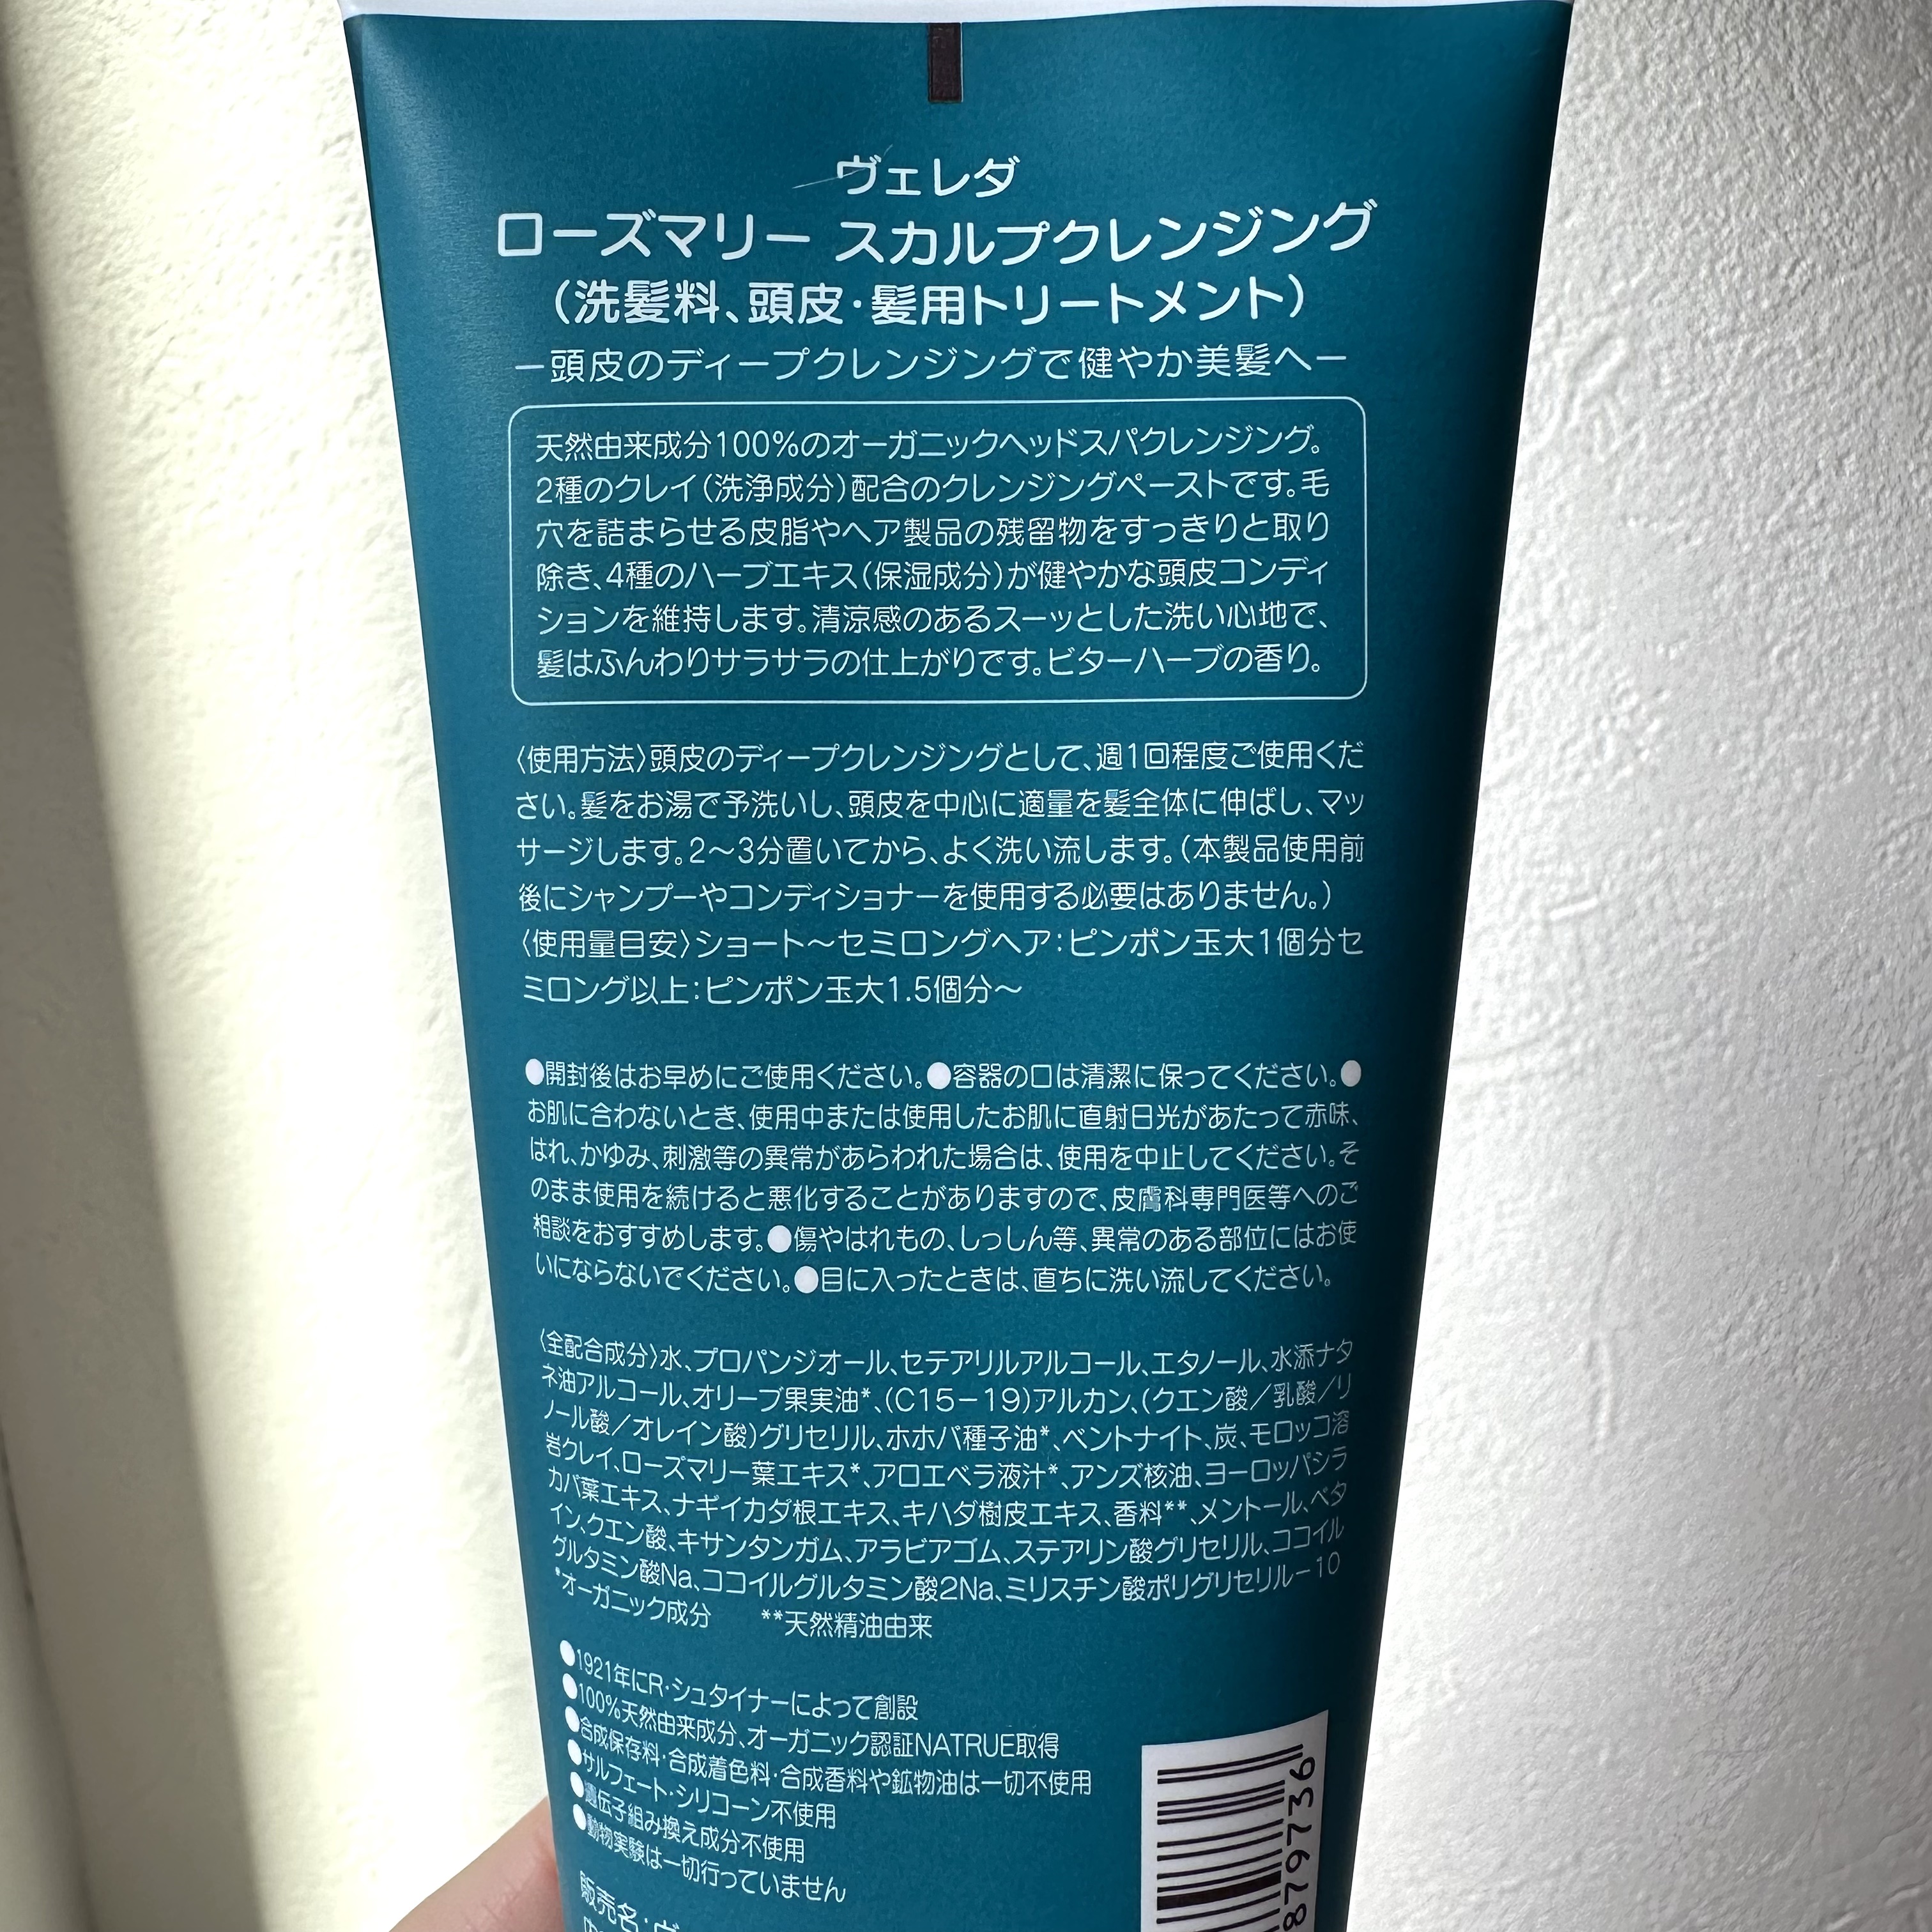 ヴェレダ
ローズマリー スカルプクレンジング
(洗髪料、頭皮・髪用トリートメント)
ー頭皮のディープクレンジングで健やか美髪へー
天然由来成分100%のオーガニックヘッドスパクレンジング。
2種のクレイ(洗浄成分)配合のクレンジングペーストです。毛
穴を詰まらせる皮脂やヘア製品の残留物をすっきりと取り
除き、4種のハーブエキス(保湿成分)が健やかな頭皮コンディ
ションを維持します。清涼感のあるスーッとした洗い心地で、
髪はふんわりサラサラの仕上がりです。ビターハーブの香り。
〈使用方法〉頭皮のディープクレンジングとして、週1回程度ご使用くだ
さい。髪をお湯で予洗いし、頭皮を中心に適量を髪全体に伸ばし、マッ
サージします。2〜3分置いてから、よく洗い流します。(本製品使用前
後にシャンプーやコンディショナーを使用する必要はありません。)
〈使用量目安〉ショート〜セミロングヘア:ピンポン玉大1個分セ
ミロング以上:ピンポン玉大1.5個分〜
●開封後はお早めにご使用ください。●容器の口は清潔に保ってください。●
お肌に合わないとき、使用中または使用したお肌に直射日光があたって赤味、
はれ、かゆみ、刺激等の異常があらわれた場合は、使用を中止してください。そ
のまま使用を続けると悪化することがありますので、皮膚科専門医等へのご
相談をおすすめします。●傷やはれもの、しっしん等、異常のある部位にはお使
いにならないでください。●目に入ったときは、直ちに洗い流してください。
〈全配合成分〉水、プロパンジオール、セテアリルアルコール、エタノール、水添ナタ
ネ油アルコール、オリーブ果実油*、(C15-19)アルカン、(クエン酸/乳酸/リ
ノール酸/オレイン酸)グリセリル、ホホバ種子油*、ベントナイト、炭、モロッコ溶
岩クレイ、ローズマリー葉エキス*、アロエベラ液汁*、アンズ核油、ヨーロッパシラ
カバ葉エキス、ナギイカダ根エキス、キハダ樹皮エキス、香料**、メントール、ベタ
イン、クエン酸、キサンタンガム、アラビアゴム、ステアリン酸グリセリル、ココイル
グルタミン酸Na、ココイルグルタミン酸2Na、ミリスチン酸ポリグリセリル-10
*オーガニック成分 **天然精油由来
●1921年にR・シュタイナーによって創設
●100%天然由来成分、オーガニック認証NATRUE取得
●合成保存料・合成着色料・合成香料や鉱物油は一切不使用
●サルフェート・シリコーン不使用
●遺伝子組み換え成分不使用
●動物実験は一切行っていません
販売名:ヴ
879736